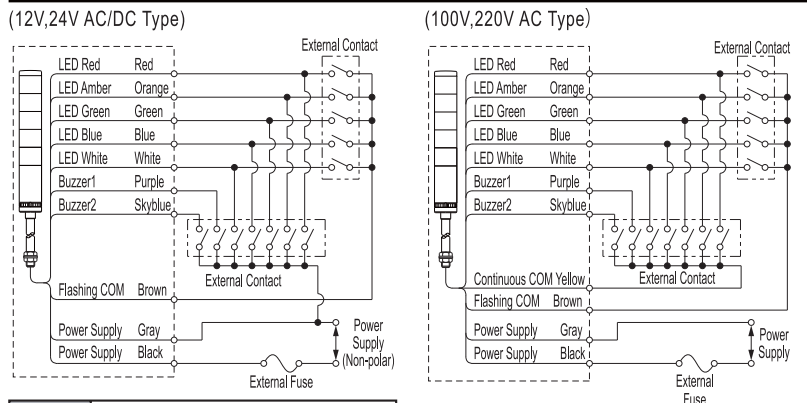 (12V,24V AC/DC Type)
External Contact
LED Red Red
LED Amber Orange
LED Green Green
LED Blue Blue
LED White White
Buzzer1 Purple
Buzzer2 Skyblue
External Contact
Flashing COM Brown
Power Supply Gray
Power Supply Black
Power
Supply
(Non-polar)
External Fuse
(100V,220V AC Type)
External Contact
LED Red Red
LED Amber Orange
LED Green Green
LED Blue Blue
LED White White
Buzzer1 Purple
Buzzer2 Skyblue
Continuous COM Yellow
External Contact
Flashing COM Brown
Power Supply Gray
Power Supply Black
Power
Supply
External
Fuse